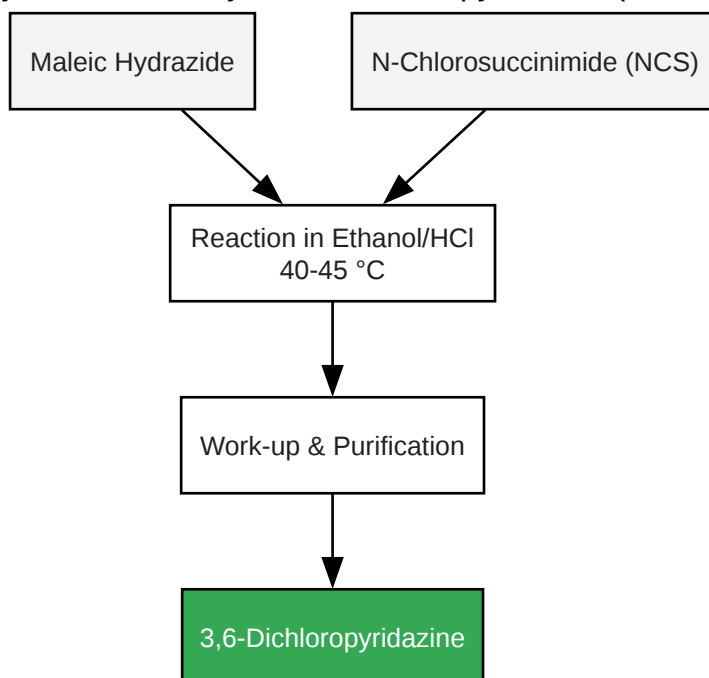 Maleic Hydrazide
N-Chlorosuccinimide (NCS)
Reaction in Ethanol/HCl
40-45 °C
Work-up & Purification
3,6-Dichloropyridazine